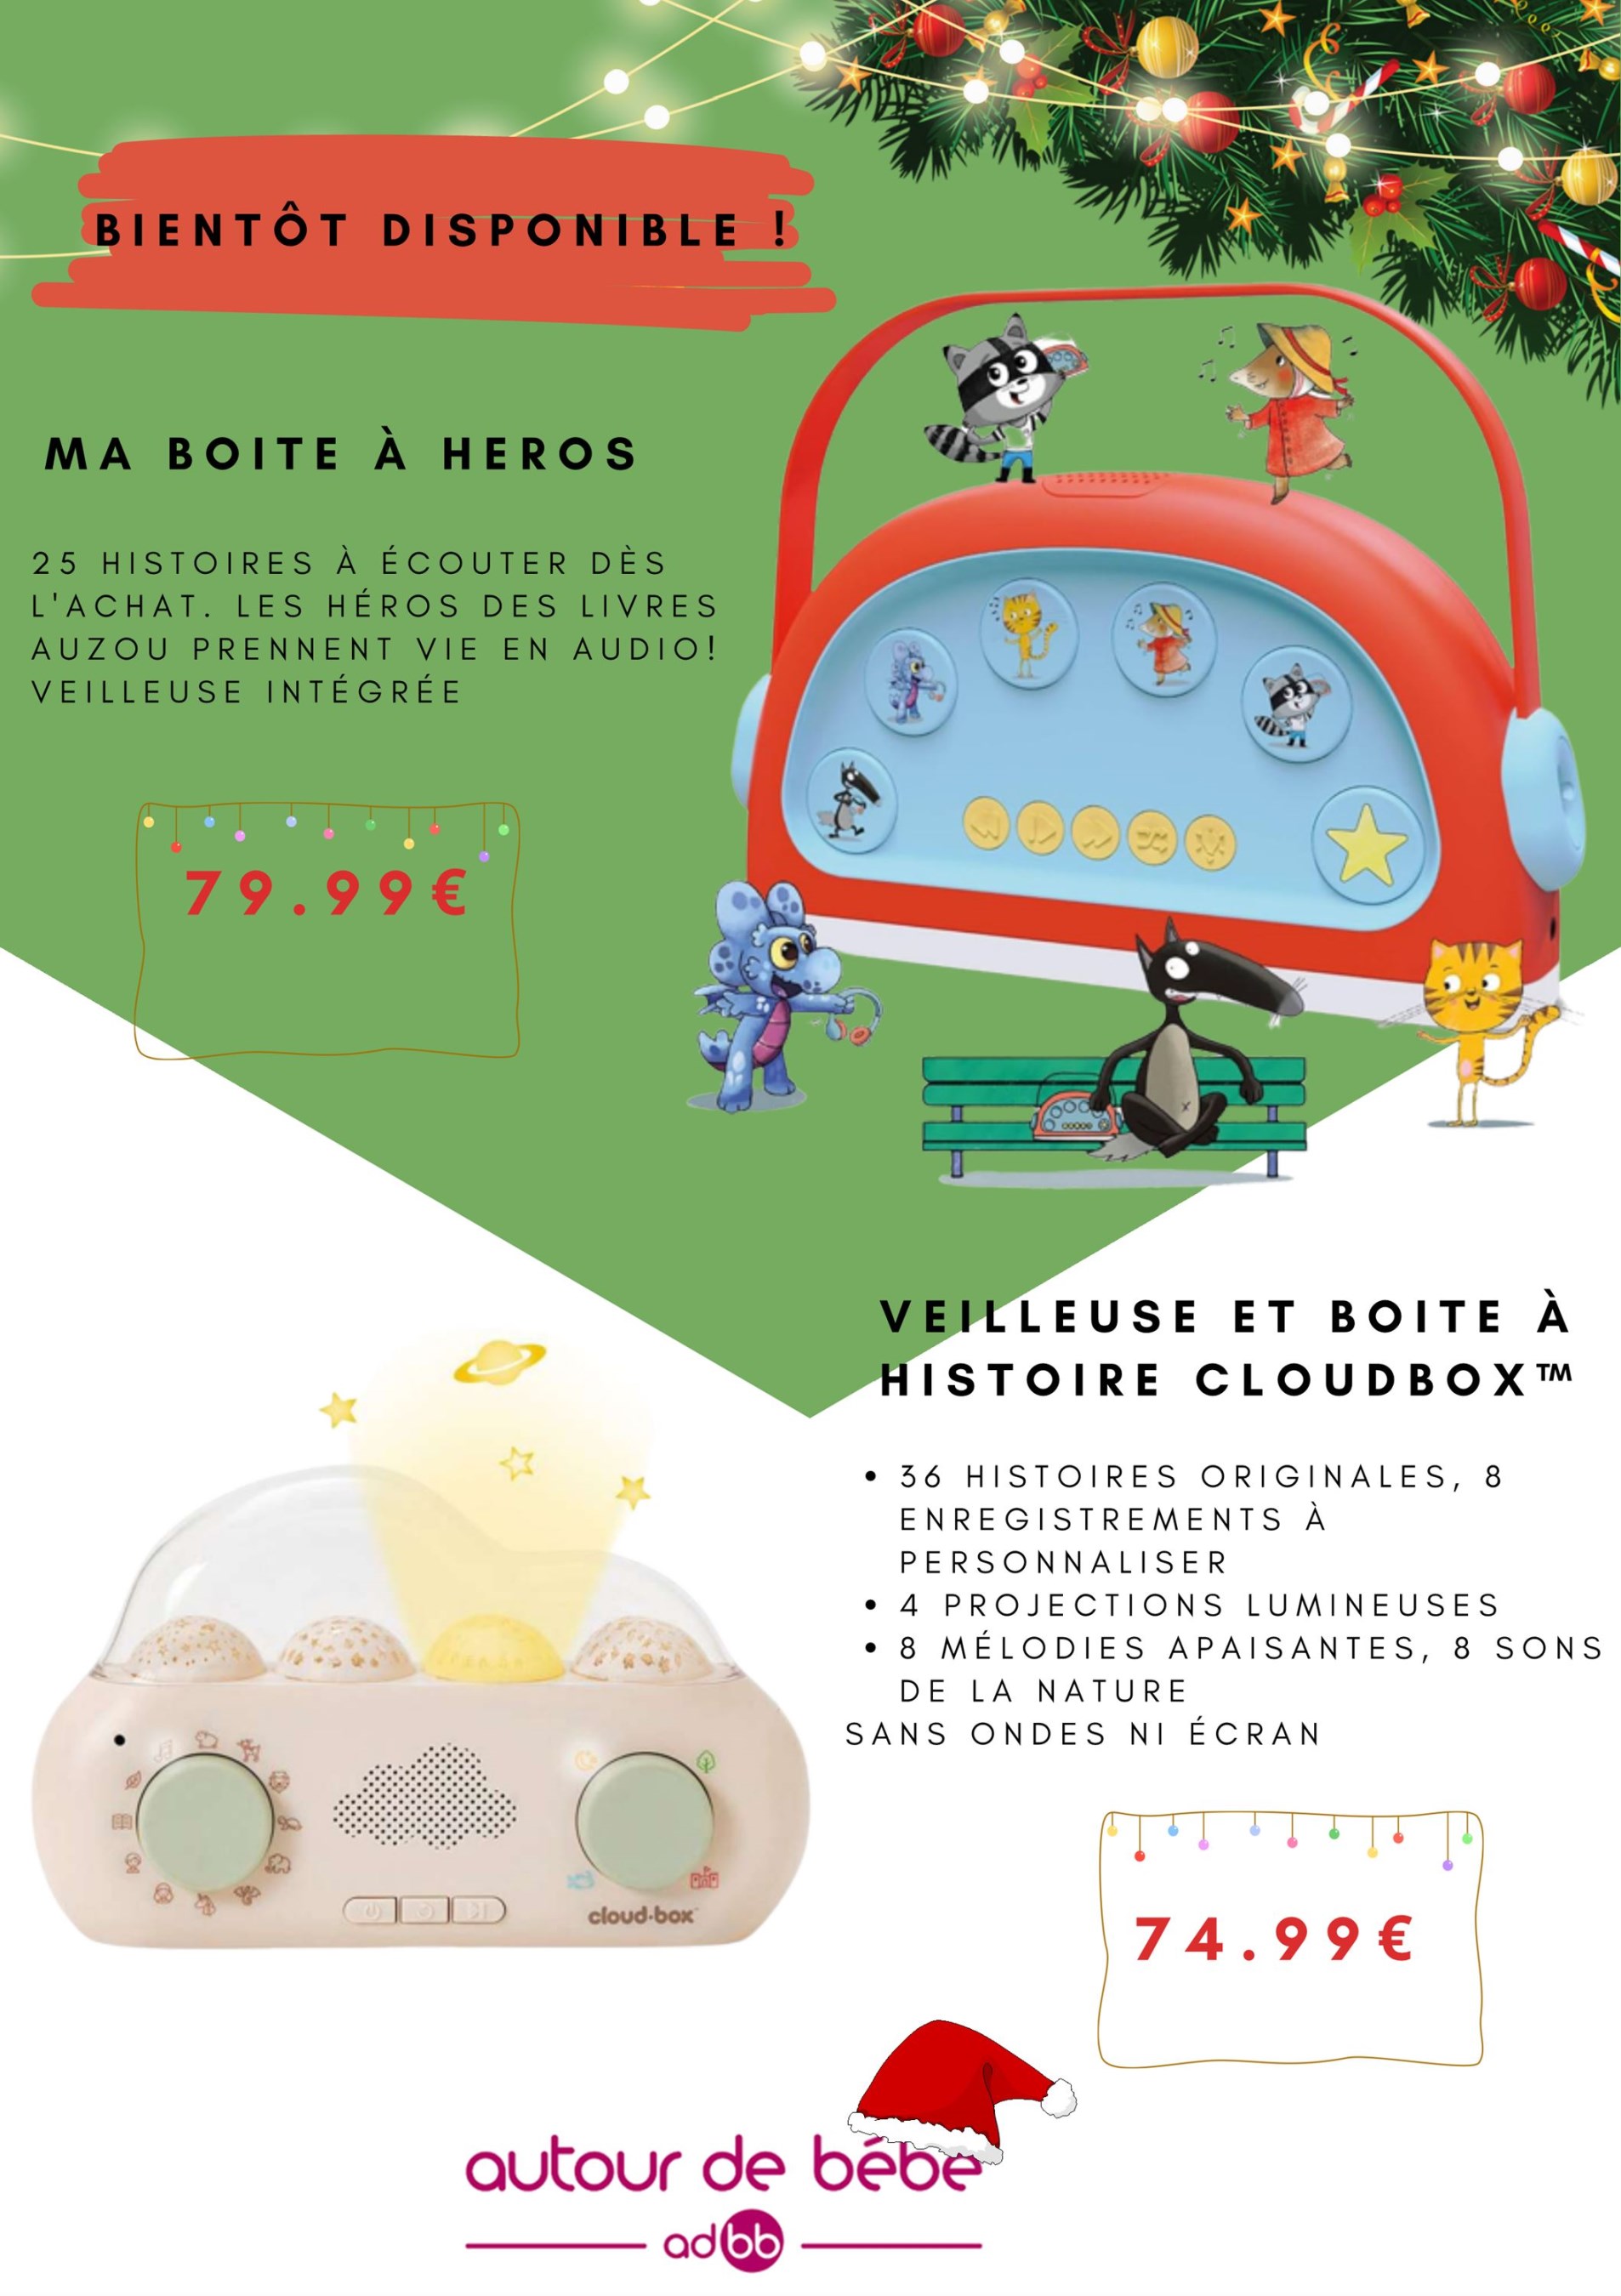 BIENTÔT DISPONIBLE !
MA BOITE À HEROS
25 HISTOIRES À ÉCOUTER DÈS
L'ACHAT. LES HÉROS DES LIVRES
AUZOU PRENNENT VIE EN AUDIO!
VEILLEUSE INTÉGRÉE
79.99€
VEILLEUSE ET BOITE À
HISTOIRE CLOUDBOX™
• 36 HISTOIRES ORIGINALES, 8
ENREGISTREMENTS À
PERSONNALISER
• 4 PROJECTIONS LUMINEUSES
• 8 MÉLODIES APAISANTES, 8 SONS
DE LA NATURE
SANS ONDES NI ÉCRAN
cloud·box
74.99€
autour de bébé
adbb